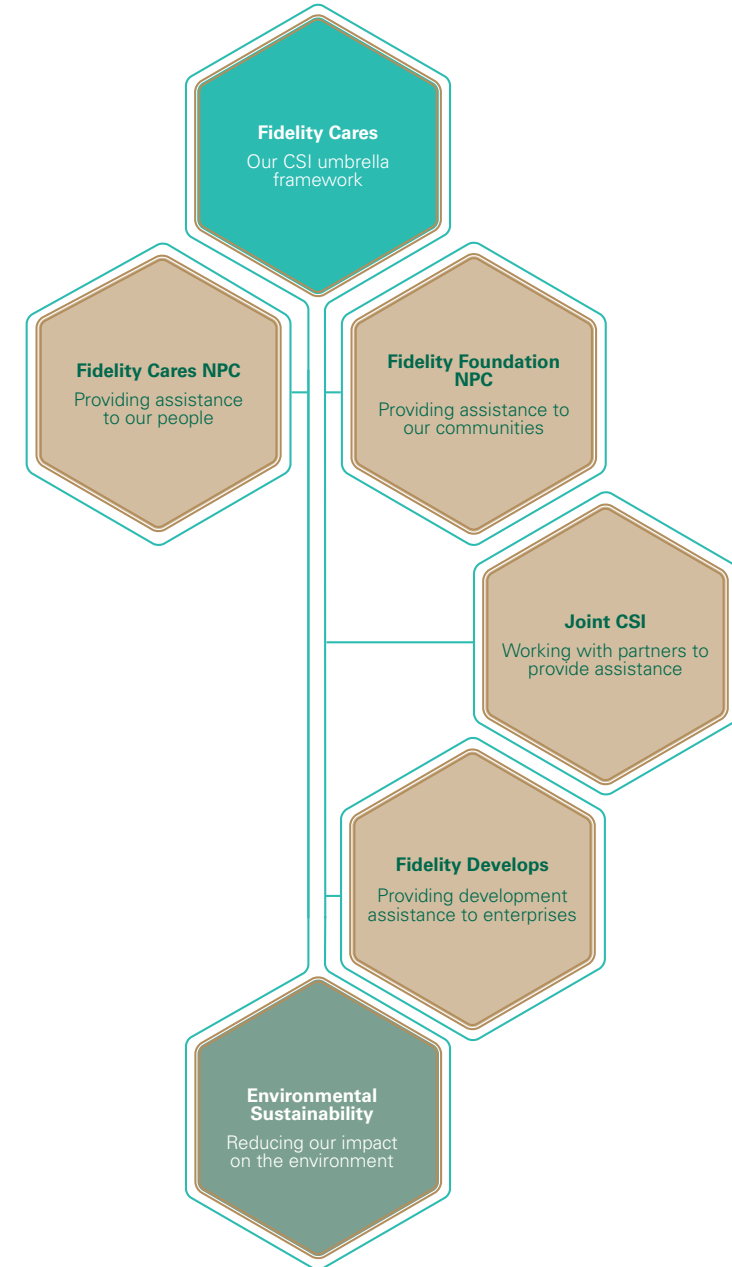 Fidelity Cares
Our CSI umbrella
framework
Fidelity Cares NPC
Providing assistance
to our people
Fidelity Foundation
NPC
Providing assistance to
our communities
Joint CSI
Working with partners to
provide assistance
Fidelity Develops
Providing development
assistance to enterprises
Environmental
Sustainability
Reducing our impact
on the environment